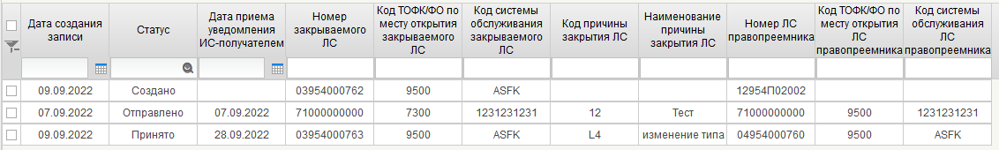 Дата создания записи
Статус
Дата приема уведомления ИС-получателем
Номер закрываемого ЛС
Код ТОФК/ФО по месту открытия закрываемого ЛС
Код системы обслуживания закрываемого ЛС
Код причины закрытия ЛС
Наименование причины закрытия ЛС
Номер ЛС правопреемника
Код ТОФК/ФО по месту открытия ЛС правопреемника
Код системы обслуживания ЛС правопреемника
09.09.2022 Создано 03954000762 9500 ASFK 12954П02002
07.09.2022 Отправлено 07.09.2022 71000000000 7300 1231231231 12 Тест 71000000000 9500 1231231231
09.09.2022 Принято 28.09.2022 03954000763 9500 ASFK L4 изменение типа 04954000760 9500 ASFK